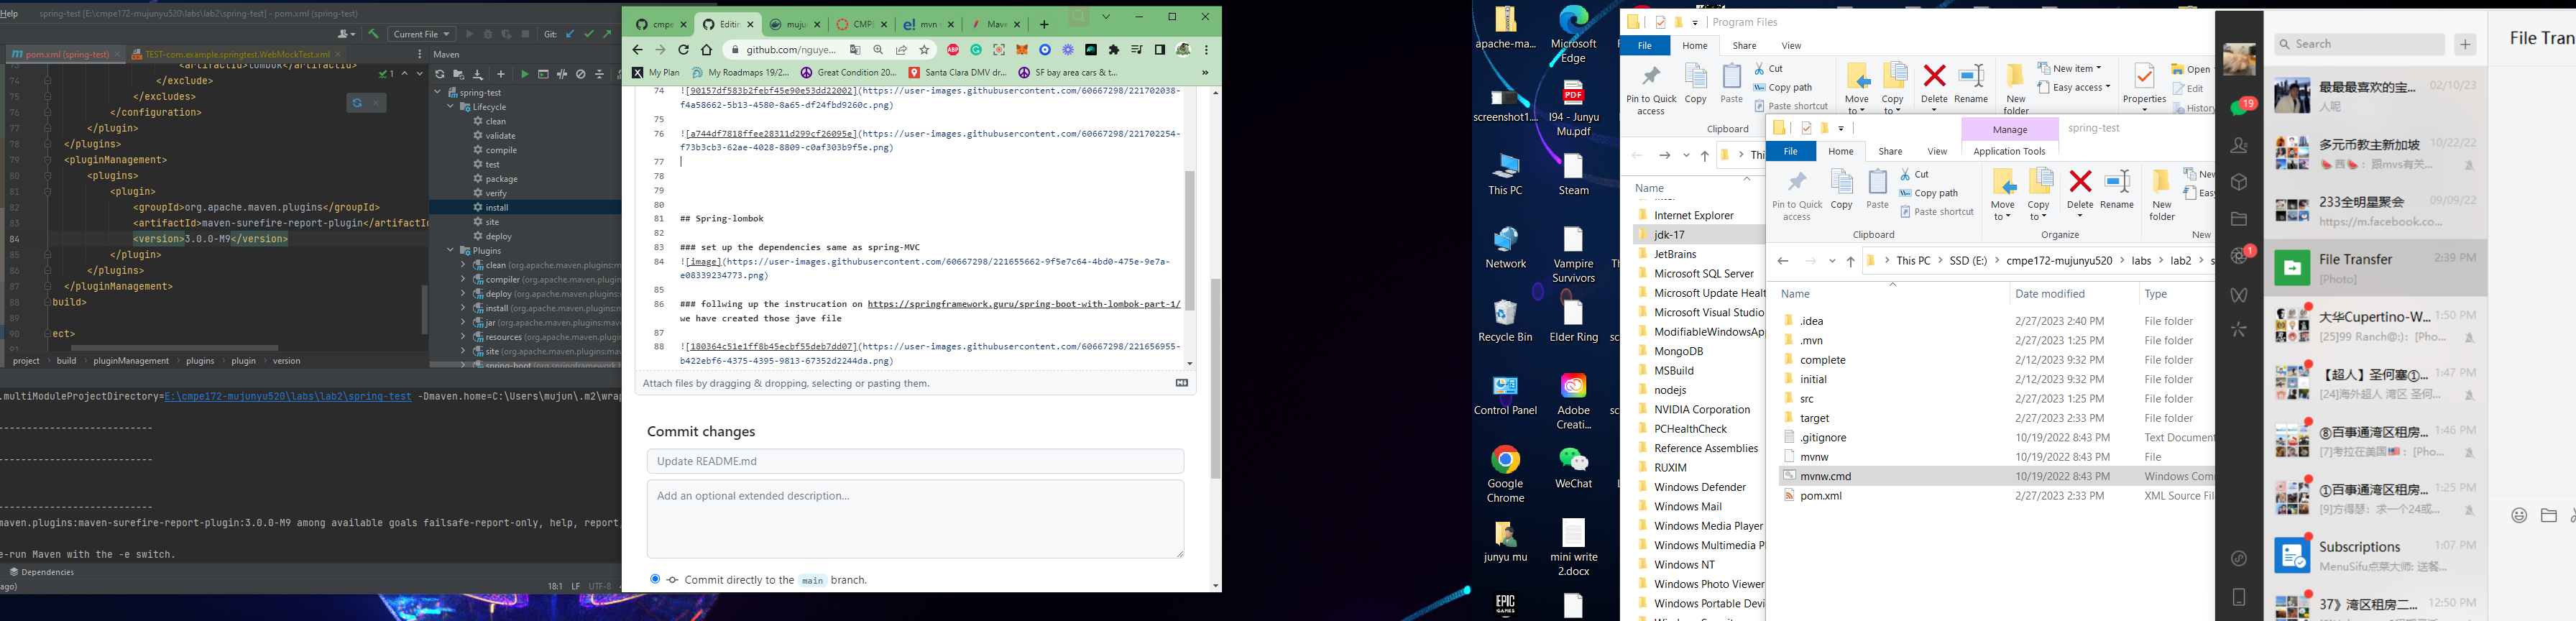 Help
spring-test [E:\cmpe172-mujunyu520\labs\lab2\spring-test] - pom.xml (spring-test)
Current File
Git:
pom.xml (spring-test)
TEST-com.example.springtest.WebMockTest.xml
Maven
74 </exclude>
75 </excludes>
76 </configuration>
77 </plugin>
78 </plugins>
79 <pluginManagement>
80 <plugins>
81 <plugin>
82 <groupId>org.apache.maven.plugins</groupId>
83 <artifactId>maven-surefire-report-plugin</artifactId>
84 <version>3.0.0-M9</version>
85 </plugin>
86 </plugins>
87 </pluginManagement>
88 build>
89
90 ect>
91
project
build
pluginManagement
plugins
plugin
version
spring-test
Lifecycle
clean
validate
compile
test
package
verify
install
site
deploy
Plugins
clean (org.apache.maven.plugins:m
compiler
deploy (org.apache.maven.plugins:
install (org.apache.maven.plugins:
jar (org.apache.maven.plugins:mav
resources
site (org.apache.maven.plugins:ma
.multiModuleProjectDirectory=E:\cmpe172-mujunyu520\labs\lab2\spring-test -Dmaven.home=C:\Users\mujun\.m2\wrap
----------------------------
----------------------------
----------------------------
maven.plugins:maven-surefire-report-plugin:3.0.0-M9 among available goals failsafe-report-only, help, report,
e-run Maven with the -e switch.
Dependencies
ago)
18:1
LF
UTF-8
cmpe
Editin
muju
CMPE
mvn
Mave
github.com/nguye...
My Plan
My Roadmaps 19/2...
Great Condition 20...
Santa Clara DMV dr...
SF bay area cars & t...
74 ![90157df583b2febf45e90e53dd22002](https://user-images.githubusercontent.com/60667298/221702038-
f4a58662-5b13-4580-8a65-df24fbd9260c.png)
75
76 ![a744df7818ffee28311d299cf26095e](https://user-images.githubusercontent.com/60667298/221702254-
f73b3cb3-62ae-4028-8809-c0af303b9f5e.png)
77
78
79
80
81 ## Spring-lombok
82
83 ### set up the dependencies same as spring-MVC
84 ![image](https://user-images.githubusercontent.com/60667298/221655662-9f5e7c64-4bd0-475e-9e7a-
e08339234773.png)
85
86 ### follwing up the instrucation on https://springframework.guru/spring-boot-with-lombok-part-1/
we have created those jave file
87
88 ![180364c51e1ff8b45ecbf55deb7dd07](https://user-images.githubusercontent.com/60667298/221656955-
b422ebf6-4375-4395-9813-67352d2244da.png)
Attach files by dragging & dropping, selecting or pasting them.
Commit changes
Update README.md
Add an optional extended description...
Commit directly to the main branch.
apache-ma...
Microsoft Edge
screenshot1....
I94 - Junyu Mu.pdf
This PC
Steam
Network
Vampire Survivors
Recycle Bin
Elder Ring
Control Panel
Adobe Creati...
Google Chrome
WeChat
junyu mu
mini write 2.docx
EPIC GAMES
Program Files
File
Home
Share
View
Pin to Quick access
Copy
Paste
Cut
Copy path
Paste shortcut
Clipboard
Move to
Copy to
Delete
Rename
New folder
New item
Easy access
Properties
Open
Edit
History
Name
Internet Explorer
jdk-17
JetBrains
Microsoft SQL Server
Microsoft Update Healt
Microsoft Visual Studio
ModifiableWindowsApp
MongoDB
MSBuild
nodejs
NVIDIA Corporation
PCHealthCheck
Reference Assemblies
RUXIM
Windows Defender
Windows Mail
Windows Media Player
Windows Multimedia Pl
Windows NT
Windows Photo Viewer
Windows Portable Devi
Manage
spring-test
File
Home
Share
View
Application Tools
Pin to Quick access
Copy
Paste
Cut
Copy path
Paste shortcut
Clipboard
Move to
Copy to
Delete
Rename
Organize
New folder
New
This PC
SSD (E:)
cmpe172-mujunyu520
labs
lab2
Name
Date modified
Type
.idea 2/27/2023 2:40 PM File folder
.mvn 2/27/2023 1:25 PM File folder
complete 2/12/2023 9:32 PM File folder
initial 2/12/2023 9:32 PM File folder
src 2/27/2023 1:25 PM File folder
target 2/27/2023 2:33 PM File folder
.gitignore 10/19/2022 8:43 PM Text Document
mvnw 10/19/2022 8:43 PM File
mvnw.cmd 10/19/2022 8:43 PM Windows Com
pom.xml 2/27/2023 2:33 PM XML Source Fil
19
1
Search
最最最喜欢的宝... 02/10/23
人呢
多元币教主新加坡 10/22/22
233全明星聚会 09/09/22
https://m.facebook.co...
File Transfer 2:39 PM
[Photo]
大华Cupertino-W... 1:50 PM
[25]99 Ranch@:)：[Pho...
【超人】圣何塞①... 1:47 PM
[24]海外超人 湾区 圣何...
⑧百事通湾区租房... 1:46 PM
[7]考拉在美国🇺🇸：[Pho...
①百事通湾区租房... 1:25 PM
[9]方得瑟：求一个24或...
Subscriptions 1:07 PM
MenuSifu点菜大师: 送餐...
37》湾区租房二... 12:50 PM
File Tran